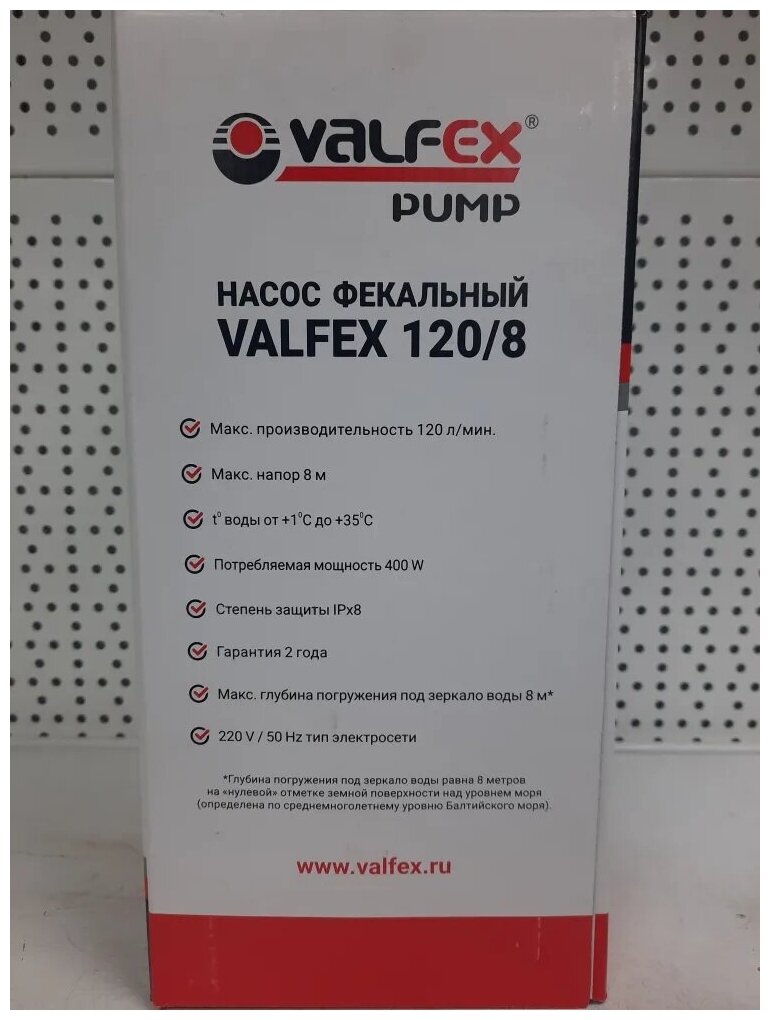 VALFEX®
PUMP
НАСОС ФЕКАЛЬНЫЙ
VALFEX 120/8
Макс. производительность 120 л/мин.
Макс. напор 8 м
t⁰ воды от +1⁰С до +35⁰С
Потребляемая мощность 400 W
Степень защиты IPx8
Гарантия 2 года
Макс. глубина погружения под зеркало воды 8 м*
220 V / 50 Hz тип электросети
*Глубина погружения под зеркало воды равна 8 метров
на «нулевой» отметке земной поверхности над уровнем моря
(определена по среднемноголетнему уровню Балтийского моря).
www.valfex.ru